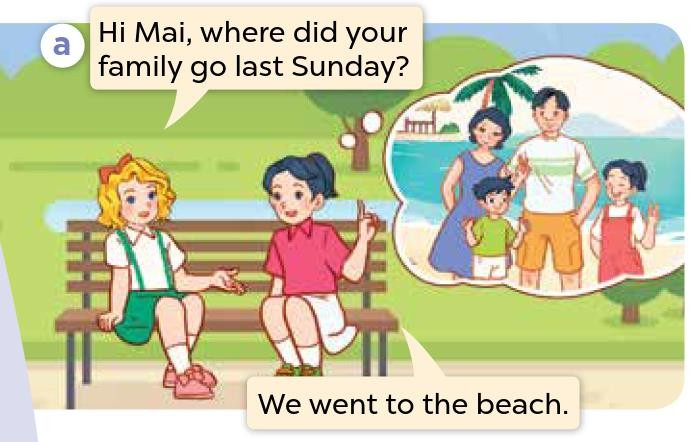 a
Hi Mai, where did your
family go last Sunday?
We went to the beach.